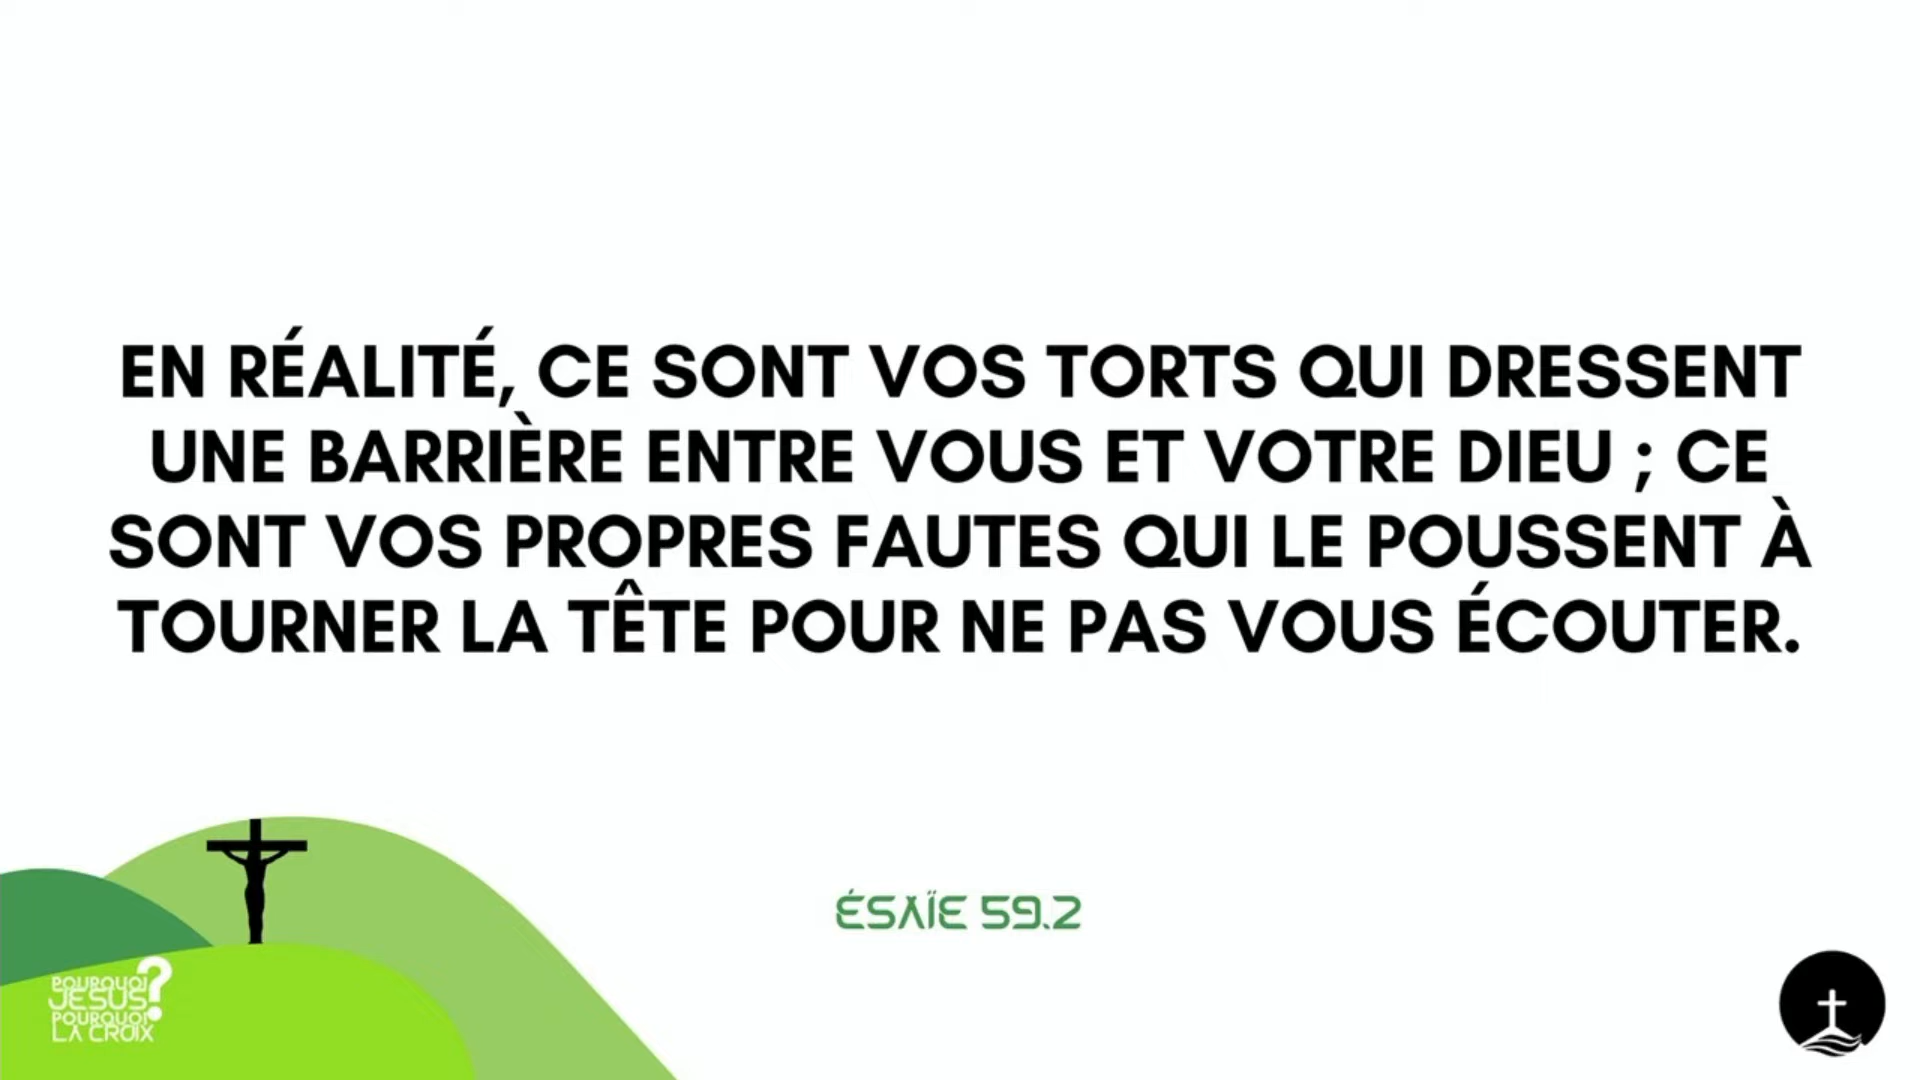 EN RÉALITÉ, CE SONT VOS TORTS QUI DRESSENT
UNE BARRIÈRE ENTRE VOUS ET VOTRE DIEU ; CE
SONT VOS PROPRES FAUTES QUI LE POUSSENT À
TOURNER LA TÊTE POUR NE PAS VOUS ÉCOUTER.
ÉSAÏE 59.2
POURQUOI
JESUS?
POURQUOI
LA CROIX